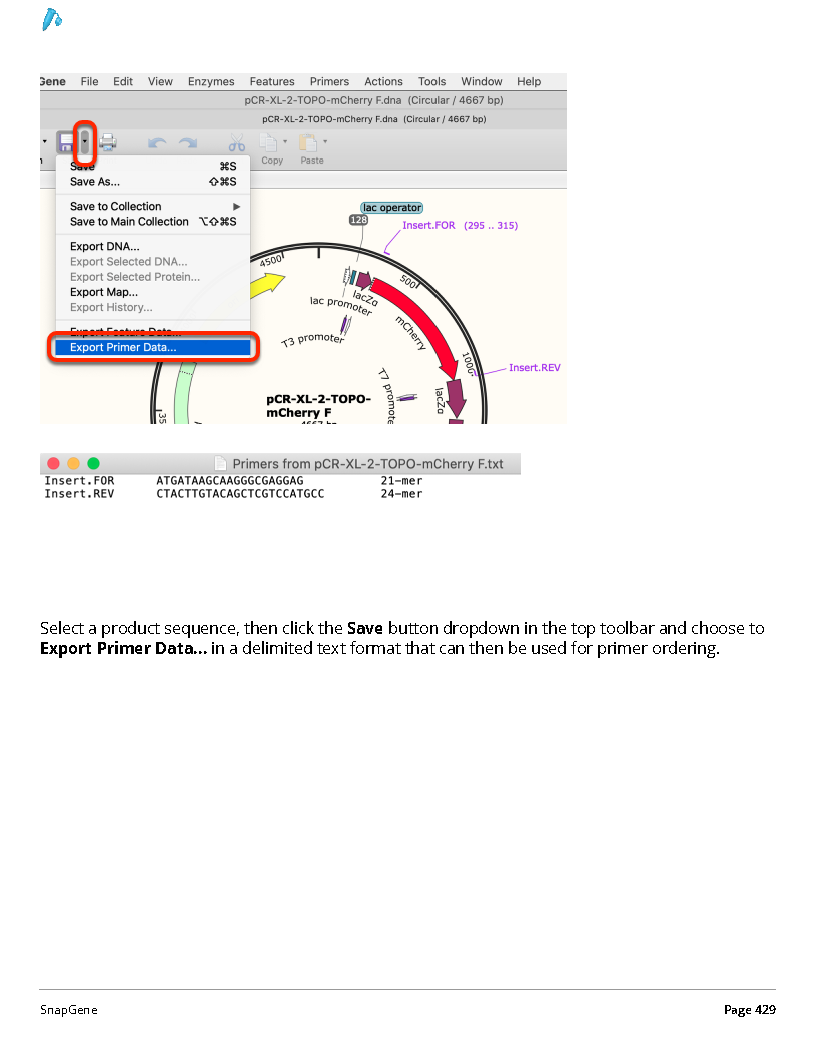 Gene File Edit View Enzymes Features Primers Actions Tools Window Help
pCR-XL-2-TOPO-mCherry F.dna (Circular / 4667 bp)
pCR-XL-2-TOPO-mCherry F.dna (Circular / 4667 bp)
Copy Paste
Save ⌘S
Save As... ⇧⌘S
Save to Collection ▶
Save to Main Collection ⌥⇧⌘S
Export DNA...
Export Selected DNA...
Export Selected Protein...
Export Map...
Export History...
Export Feature Data...
Export Primer Data...
lac operator
128
Insert.FOR (295 .. 315)
4500
500
lacZα
lac promoter
mCherry
T3 promoter
1000
Insert.REV
T7 promote
lacZα
pCR-XL-2-TOPO-
mCherry F
4667 bp
35
Primers from pCR-XL-2-TOPO-mCherry F.txt
Insert.FOR ATGATAAGCAAGGGCGAGGAG 21-mer
Insert.REV CTACTTGTACAGCTCGTCCATGCC 24-mer
Select a product sequence, then click the Save button dropdown in the top toolbar and choose to
Export Primer Data... in a delimited text format that can then be used for primer ordering.
SnapGene Page 429